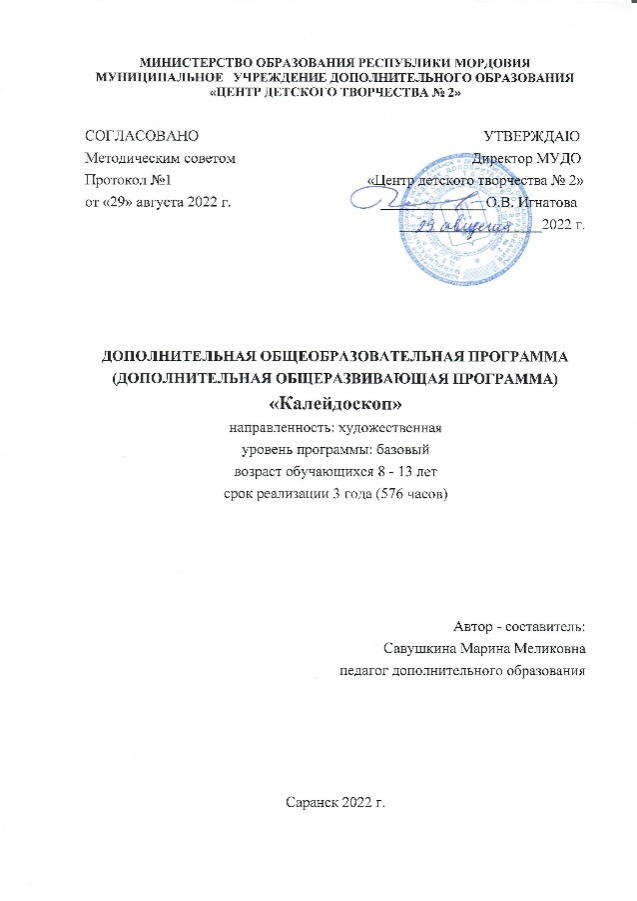 МИНИСТЕРСТВО ОБРАЗОВАНИЯ РЕСПУБЛИКИ МОРДОВИЯ
МУНИЦИПАЛЬНОЕ УЧРЕЖДЕНИЕ ДОПОЛНИТЕЛЬНОГО ОБРАЗОВАНИЯ
«ЦЕНТР ДЕТСКОГО ТВОРЧЕСТВА № 2»
СОГЛАСОВАНО УТВЕРЖДАЮ
Методическим советом Директор МУДО
Протокол №1 «Центр детского творчества № 2»
от «29» августа 2022 г. О.В. Игнатова
29 августа 2022 г.
ДОПОЛНИТЕЛЬНАЯ ОБЩЕОБРАЗОВАТЕЛЬНАЯ ПРОГРАММА
(ДОПОЛНИТЕЛЬНАЯ ОБЩЕРАЗВИВАЮЩАЯ ПРОГРАММА)
«Калейдоскоп»
направленность: художественная
уровень программы: базовый
возраст обучающихся 8 - 13 лет
срок реализации 3 года (576 часов)
Автор - составитель:
Савушкина Марина Меликовна
педагог дополнительного образования
Саранск 2022 г.